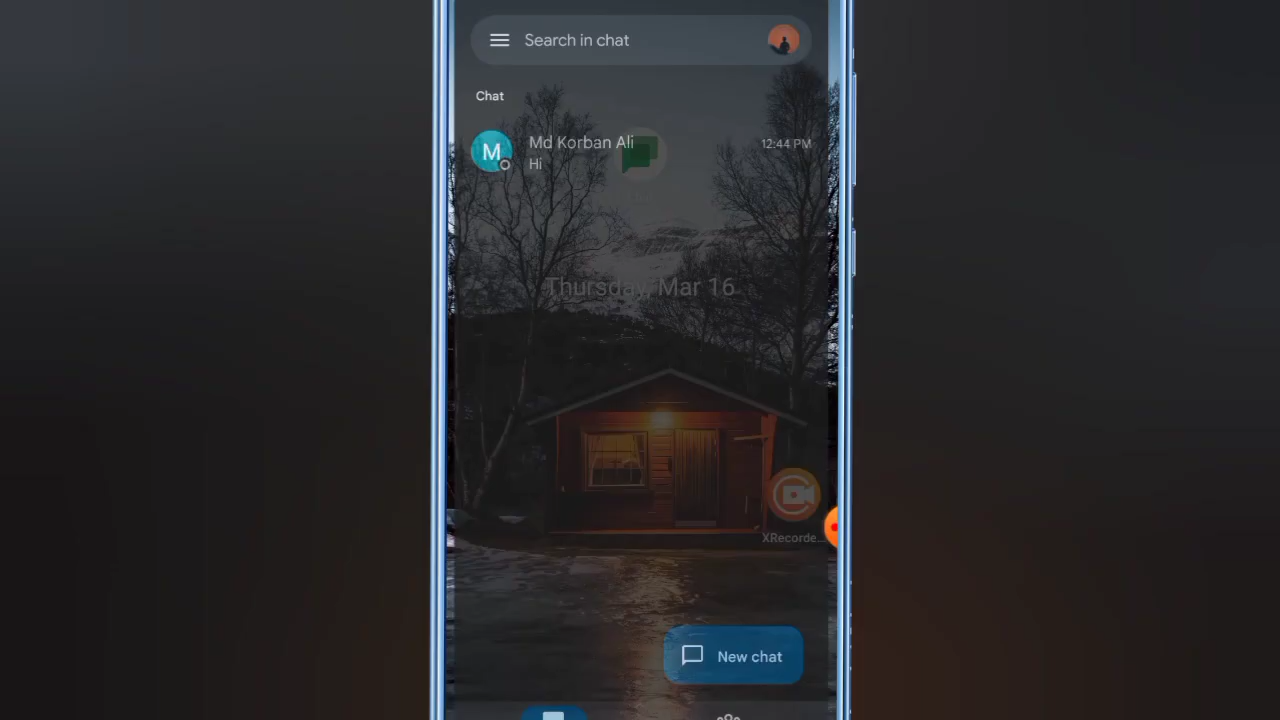 Search in chat
Chat
M
Md Korban Ali
12:44 PM
Hi
Thursday, Mar 16
XRecorde...
New chat